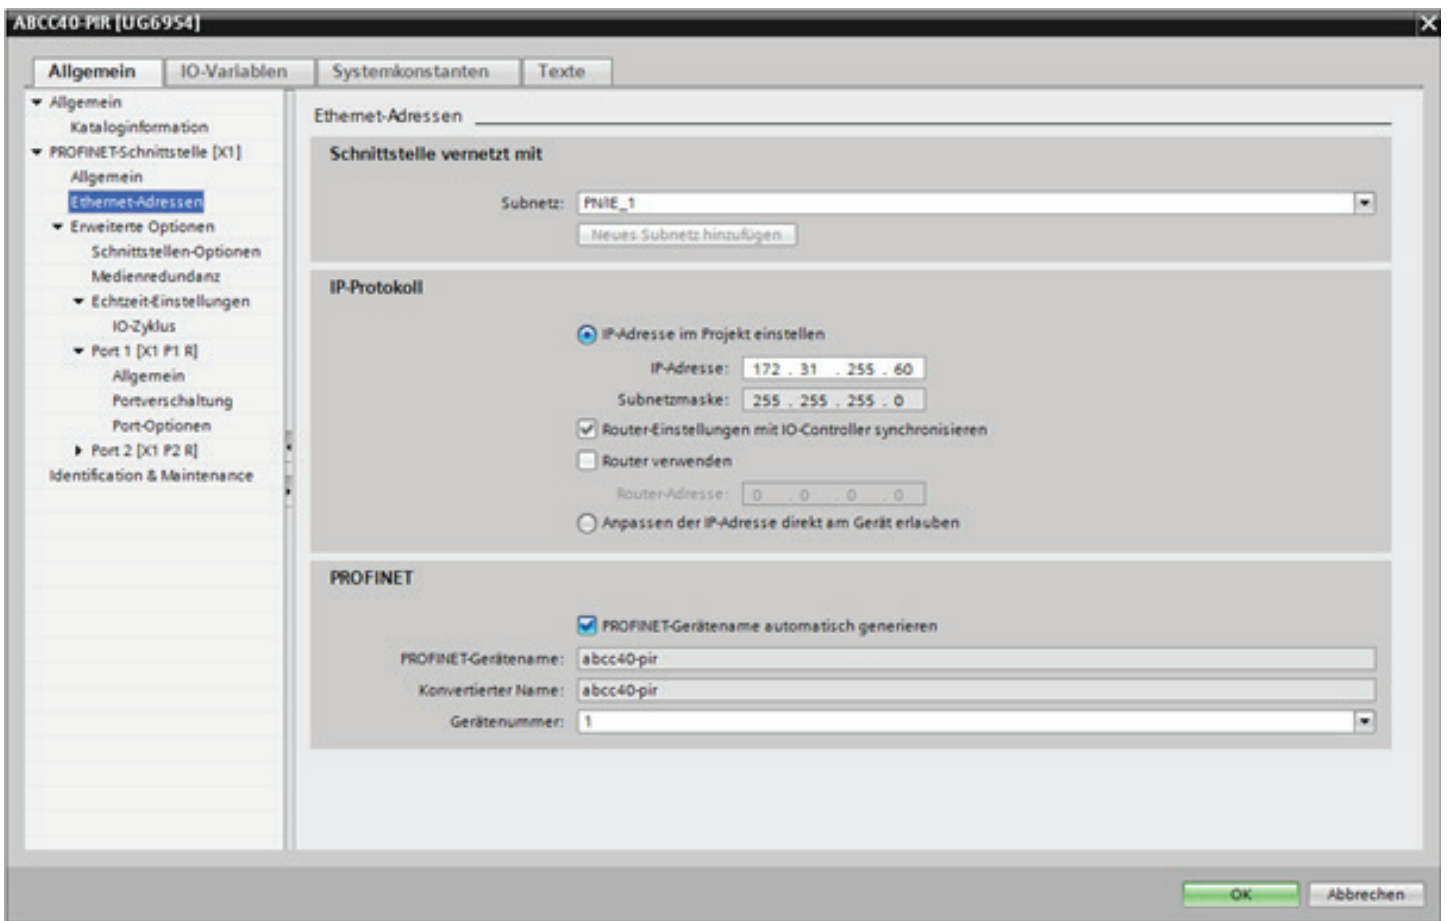 ABCC40-PIR [UG6954]
Allgemein IO-Variablen Systemkonstanten Texte
Allgemein
Kataloginformation
PROFINET-Schnittstelle [X1]
Allgemein
Ethernet-Adressen
Erweiterte Optionen
Schnittstellen-Optionen
Medienredundanz
Echtzeit-Einstellungen
IO-Zyklus
Port 1 [X1 P1 R]
Allgemein
Portverschaltung
Port-Optionen
Port 2 [X1 P2 R]
Identification & Maintenance
Ethernet-Adressen
Schnittstelle vernetzt mit
Subnetz: PN/IE_1
Neues Subnetz hinzufügen
IP-Protokoll
IP-Adresse im Projekt einstellen
IP-Adresse: 172 . 31 . 255 . 60
Subnetzmaske: 255 . 255 . 255 . 0
Router-Einstellungen mit IO-Controller synchronisieren
Router verwenden
Router-Adresse: 0 . 0 . 0 . 0
Anpassen der IP-Adresse direkt am Gerät erlauben
PROFINET
PROFINET-Gerätename automatisch generieren
PROFINET-Gerätename: abcc40-pir
Konvertierter Name: abcc40-pir
Gerätenummer: 1
OK Abbrechen